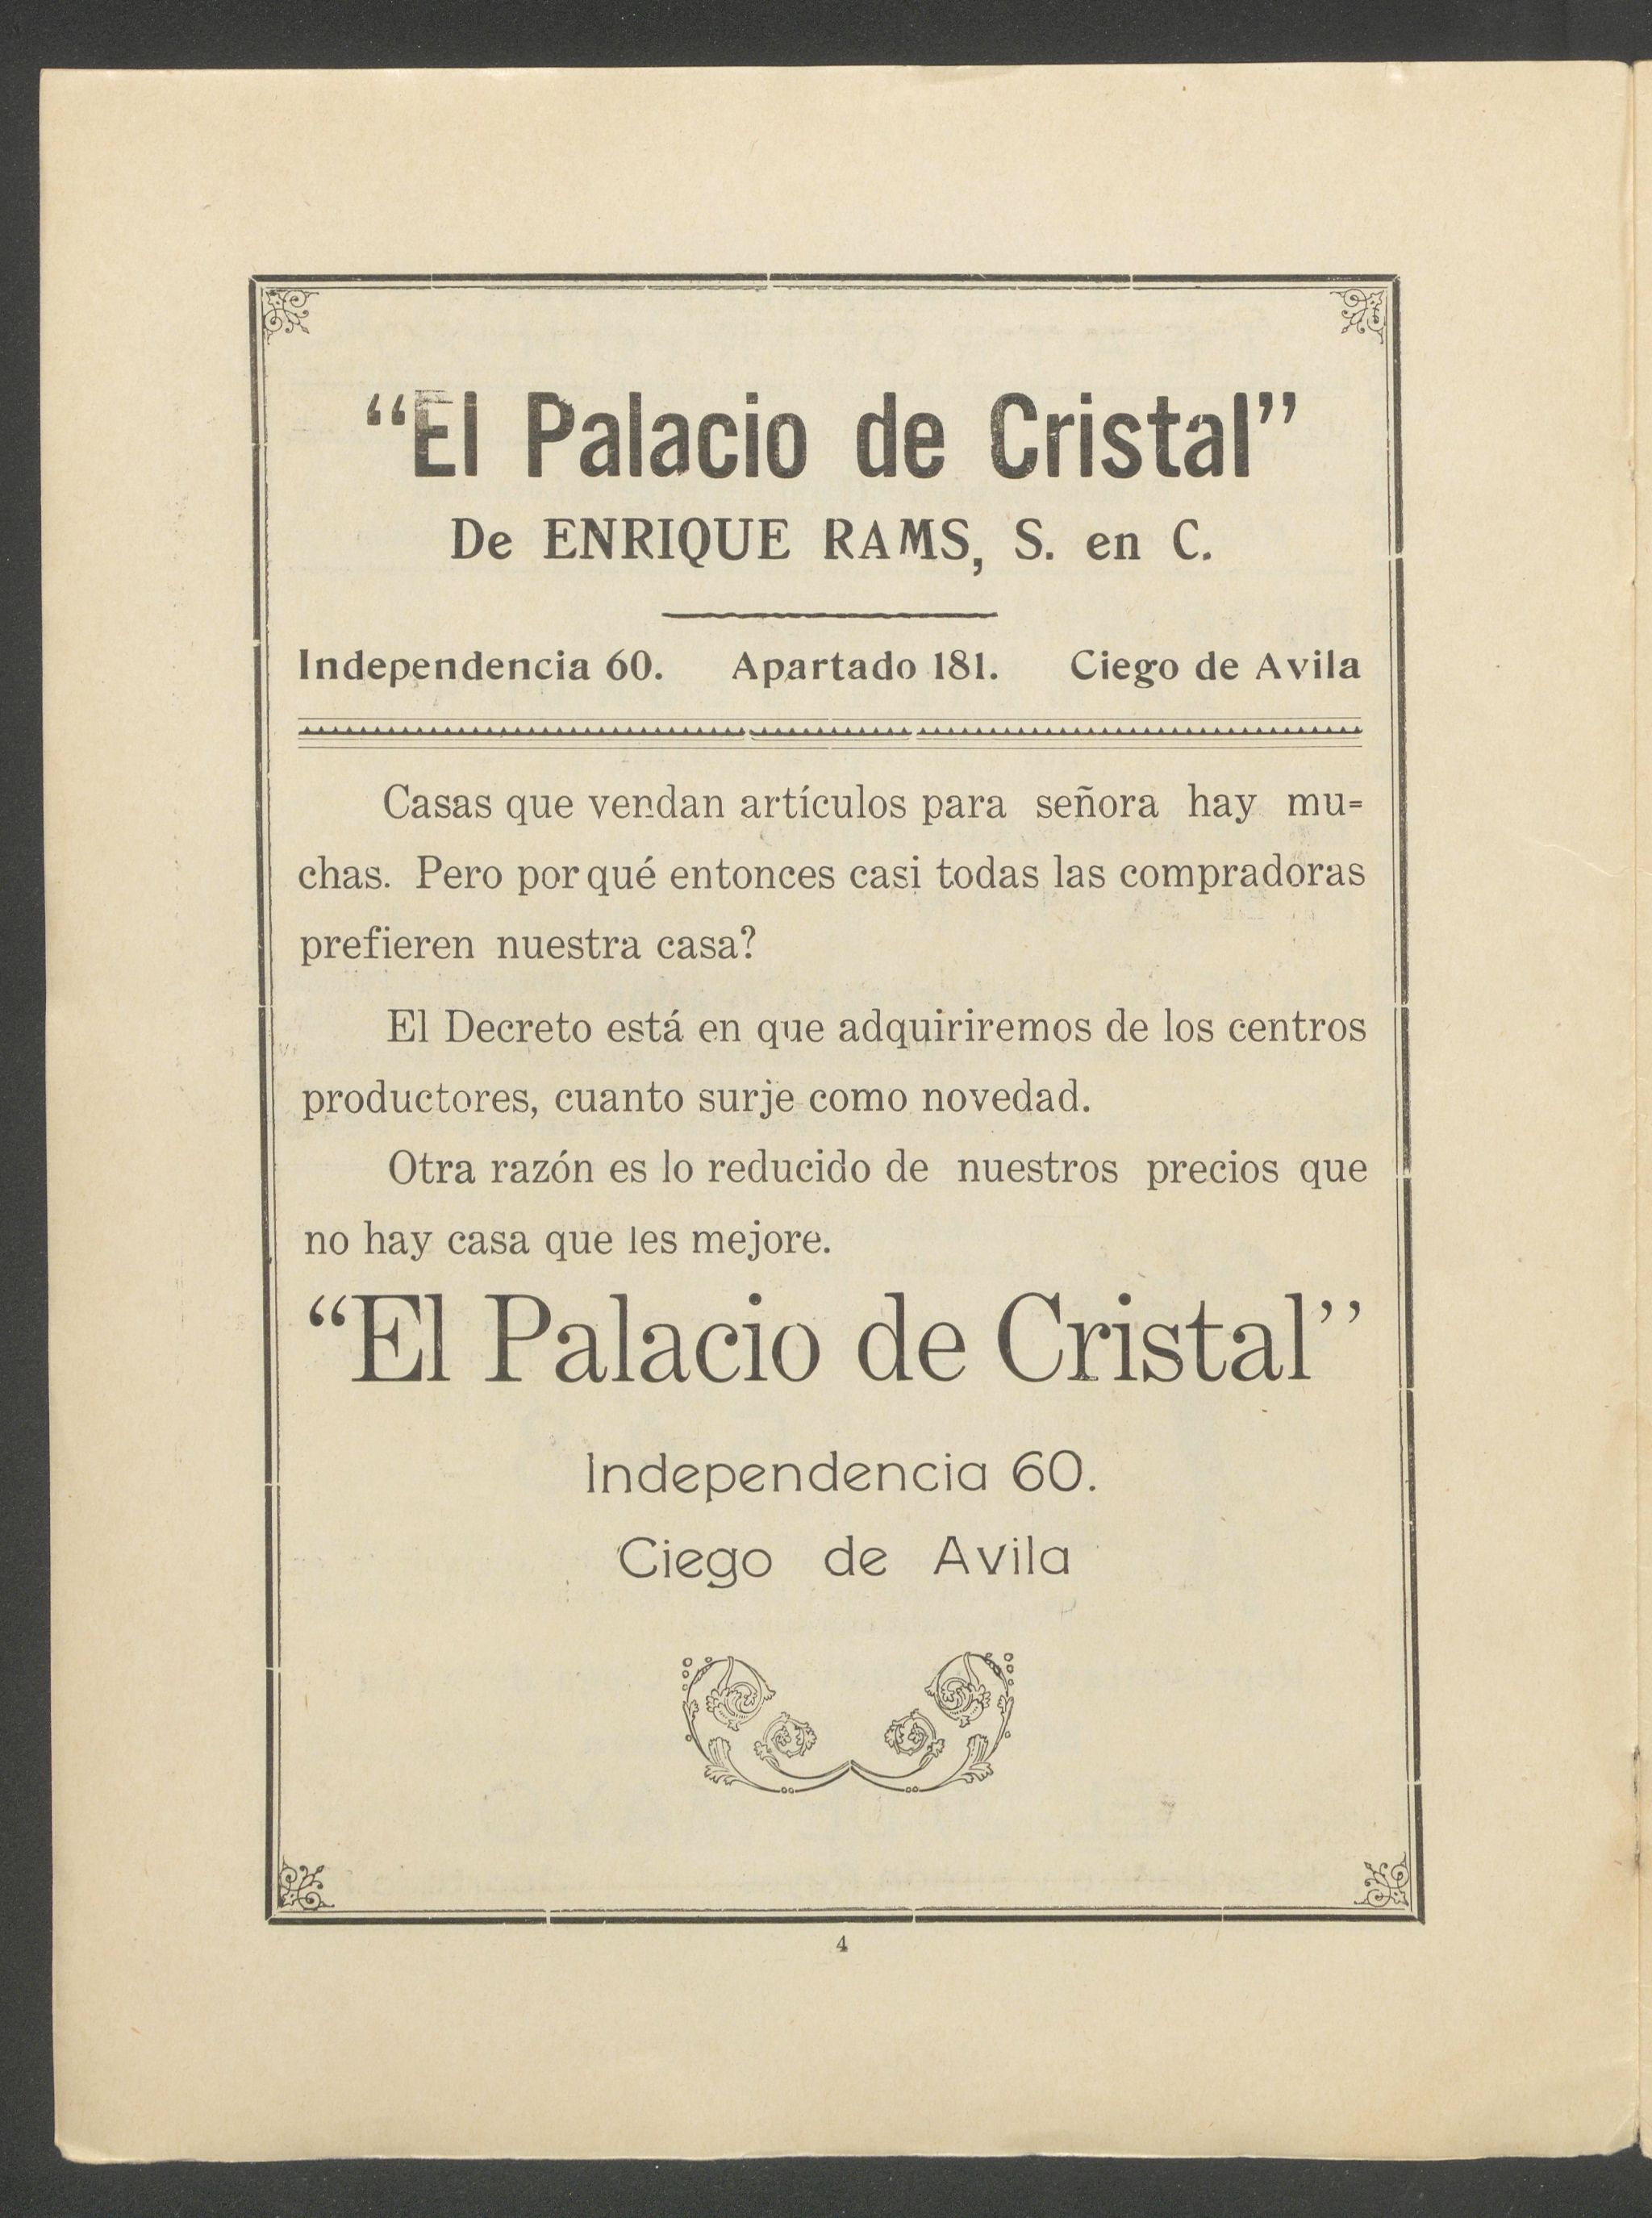 “El Palacio de Cristal”
De ENRIQUE RAMS, S. en C.
Independencia 60. Apartado 181. Ciego de Avila
Casas que vendan artículos para señora hay mu=
chas. Pero por qué entonces casi todas las compradoras
prefieren nuestra casa?
El Decreto está en que adquiriremos de los centros
productores, cuanto surje como novedad.
Otra razón es lo reducido de nuestros precios que
no hay casa que les mejore.
“El Palacio de Cristal”
Independencia 60.
Ciego de Avila
4